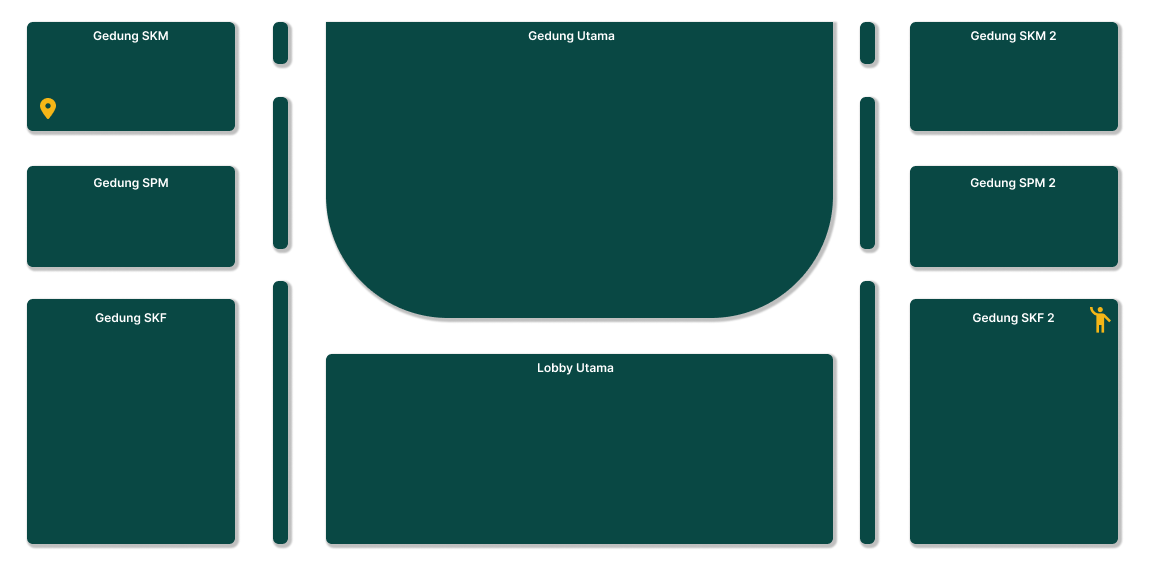 Gedung SKM
Gedung Utama
Gedung SKM 2
Gedung SPM
Gedung SPM 2
Gedung SKF
Gedung SKF 2
Lobby Utama